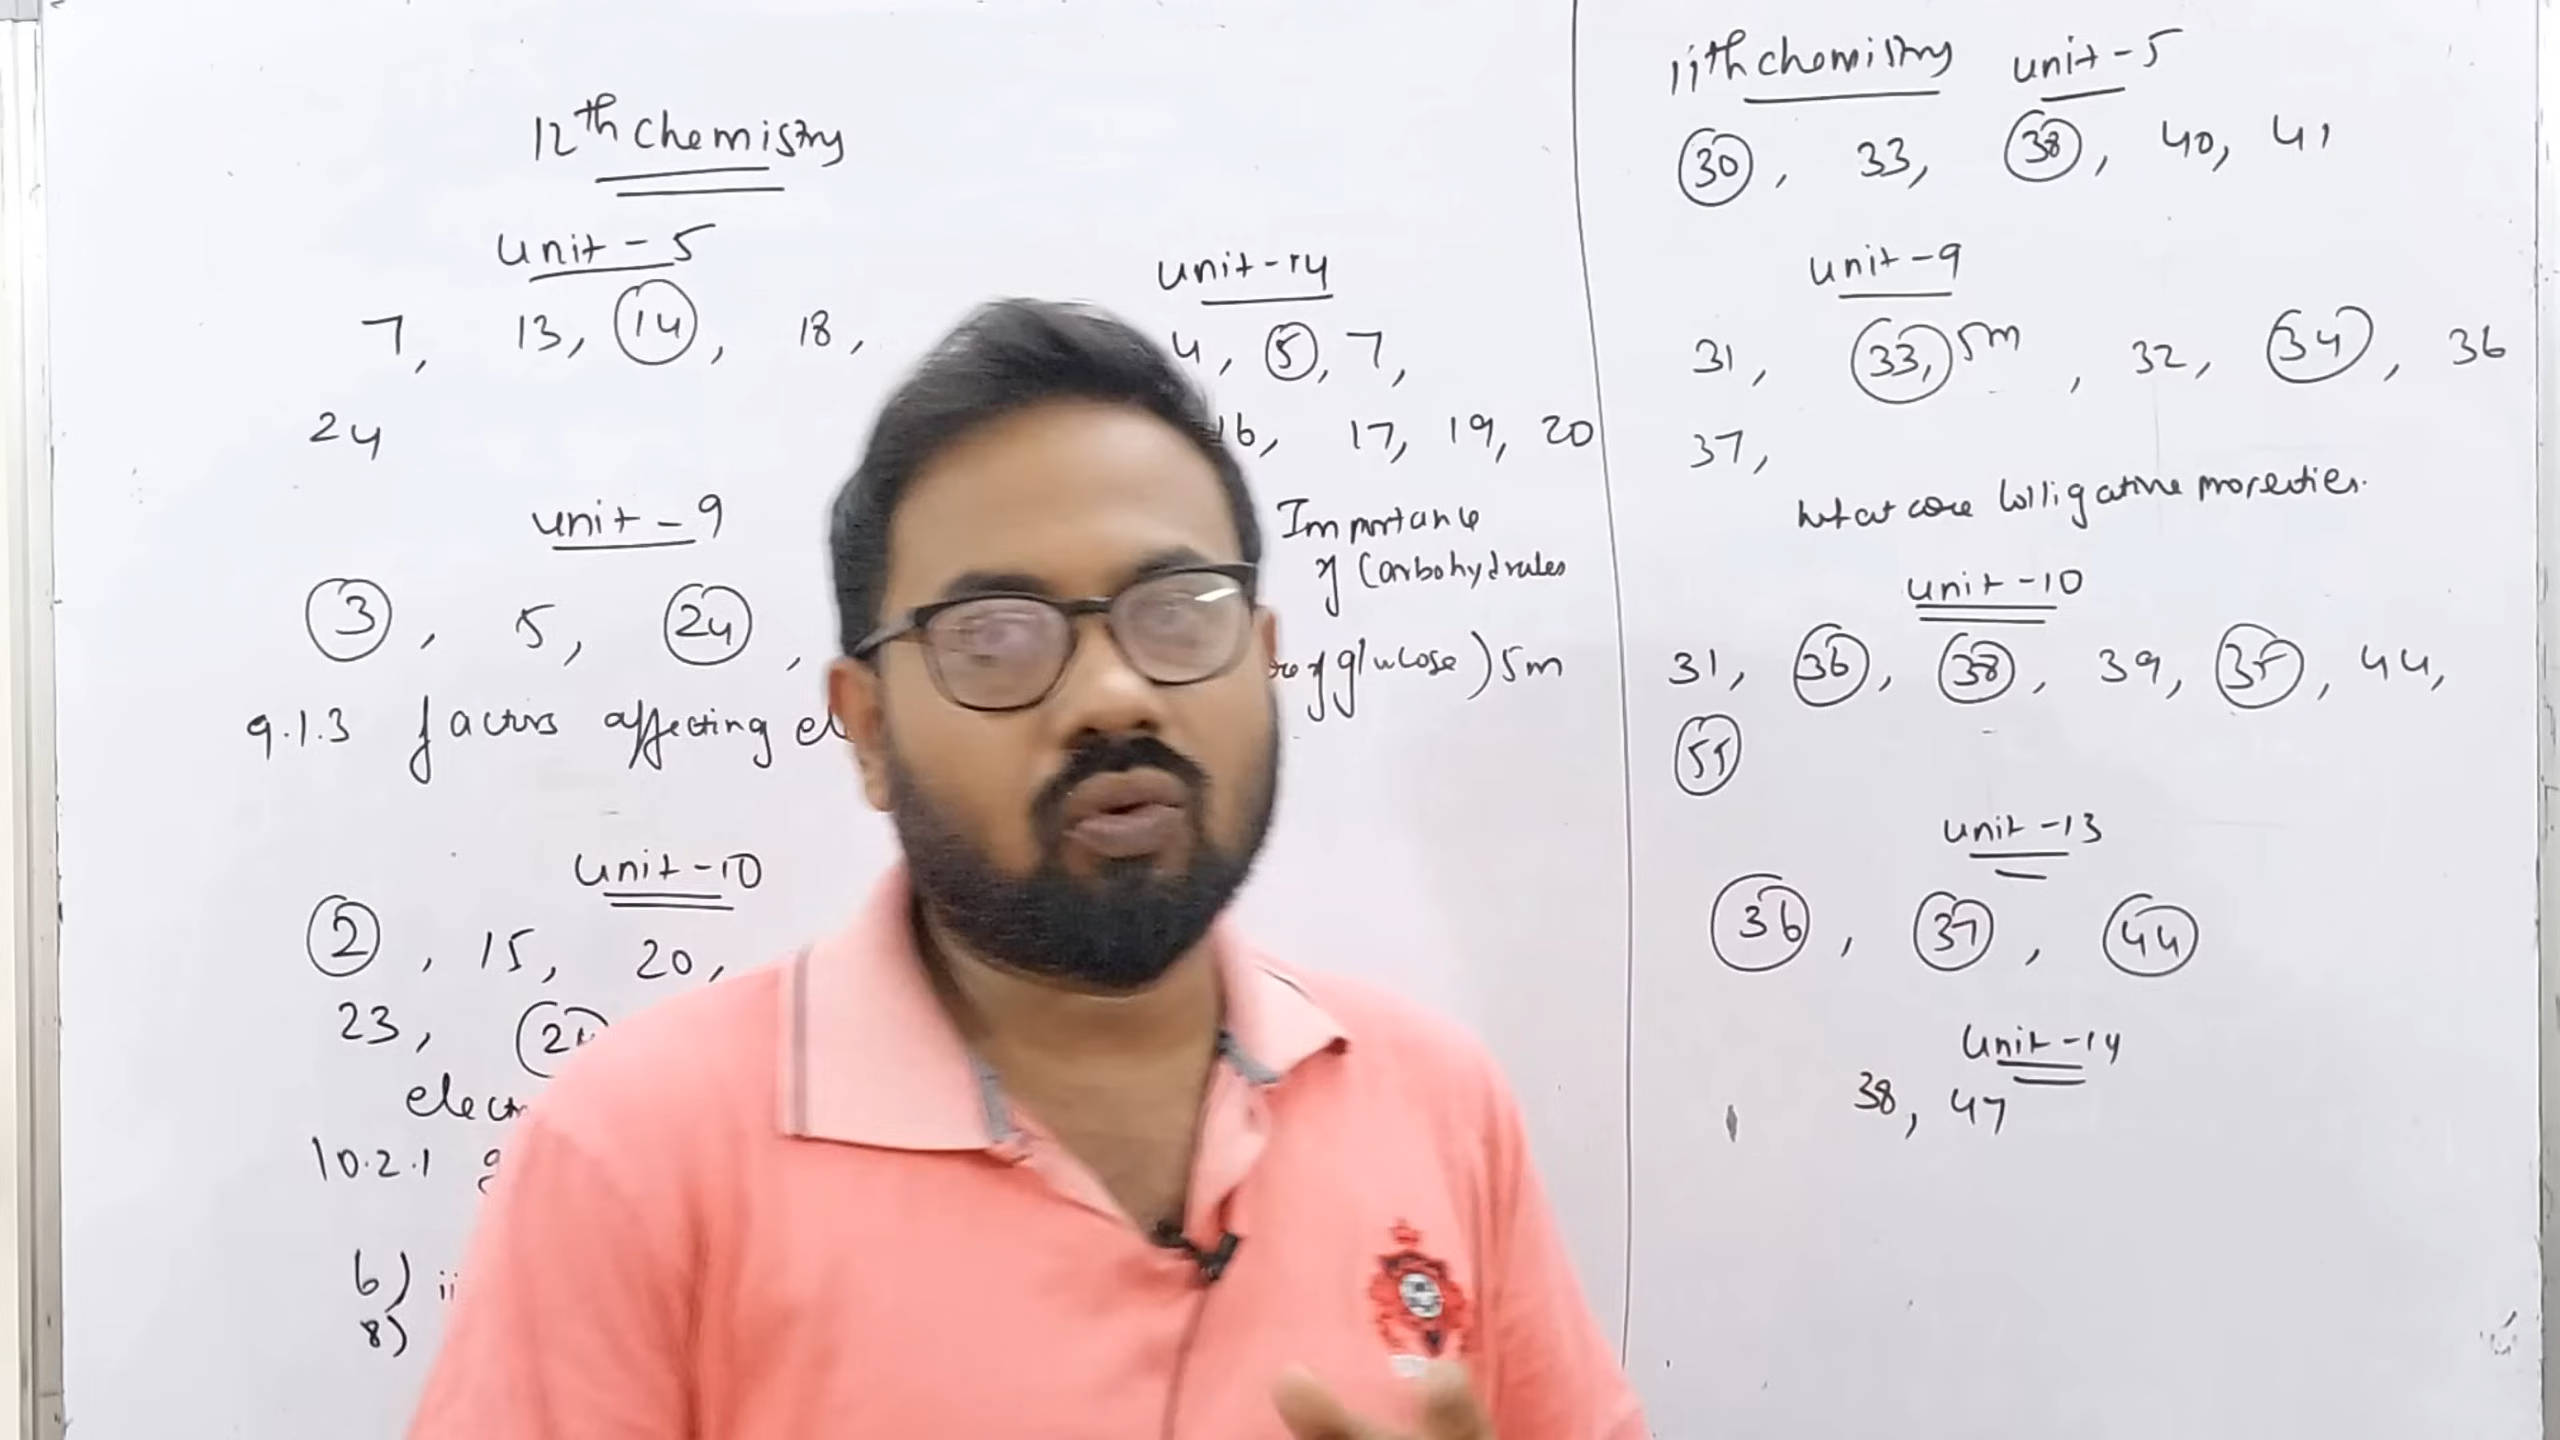 12th Chemistry
Unit - 5
7, 13, 14, 18,
24
unit - 9
3, 5, 24,
9.1.3 factors affecting
Unit - 10
2, 15, 20,
23,
10.2.1
6) ii
8)
unit - 14
4, 5, 7,
16, 17, 19, 20
Importance
of Carbohydrates
of glucose) 5m
11th chemistry unit - 5
30, 33, 38, 40, 41
unit - 9
31, 33, 5m, 32, 34, 36
37,
what are colligative properties.
unit - 10
31, 36, 38, 39, 35, 44,
55
unit - 13
36, 37, 44
Unit - 14
38, 47